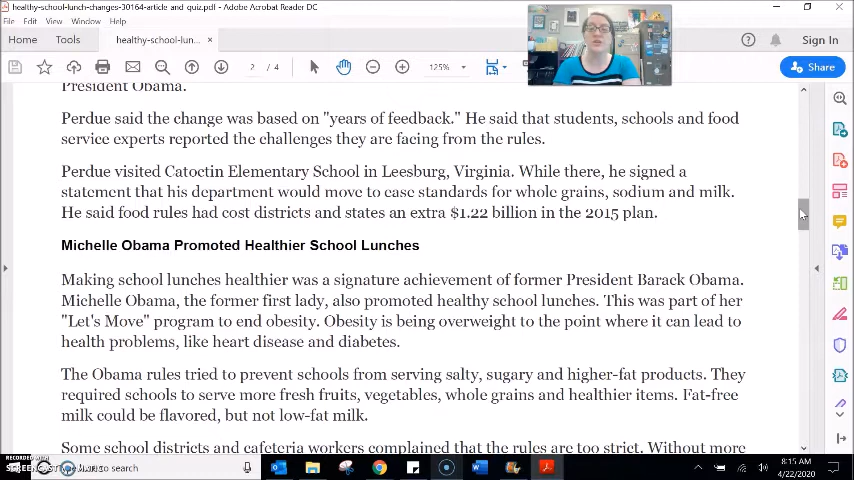 healthy-school-lunch-changes-30164-article and quiz.pdf - Adobe Acrobat Reader DC
File Edit View Window Help
Home Tools healthy-school-lun... × Sign In
2 / 4 125% Share
President Obama.
Perdue said the change was based on "years of feedback." He said that students, schools and food
service experts reported the challenges they are facing from the rules.
Perdue visited Catoctin Elementary School in Leesburg, Virginia. While there, he signed a
statement that his department would move to ease standards for whole grains, sodium and milk.
He said food rules had cost districts and states an extra $1.22 billion in the 2015 plan.
Michelle Obama Promoted Healthier School Lunches
Making school lunches healthier was a signature achievement of former President Barack Obama.
Michelle Obama, the former first lady, also promoted healthy school lunches. This was part of her
"Let's Move" program to end obesity. Obesity is being overweight to the point where it can lead to
health problems, like heart disease and diabetes.
The Obama rules tried to prevent schools from serving salty, sugary and higher-fat products. They
required schools to serve more fresh fruits, vegetables, whole grains and healthier items. Fat-free
milk could be flavored, but not low-fat milk.
Some school districts and cafeteria workers complained that the rules are too strict. Without more
RECORDED WITH
to search
8:15 AM
4/22/2020